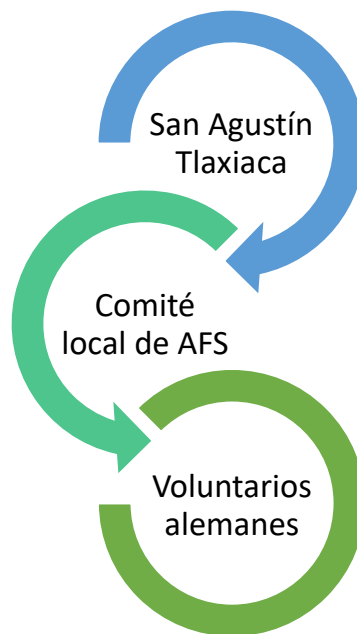 San Agustín
Tlaxiaca
Comité
local de AFS
Voluntarios
alemanes